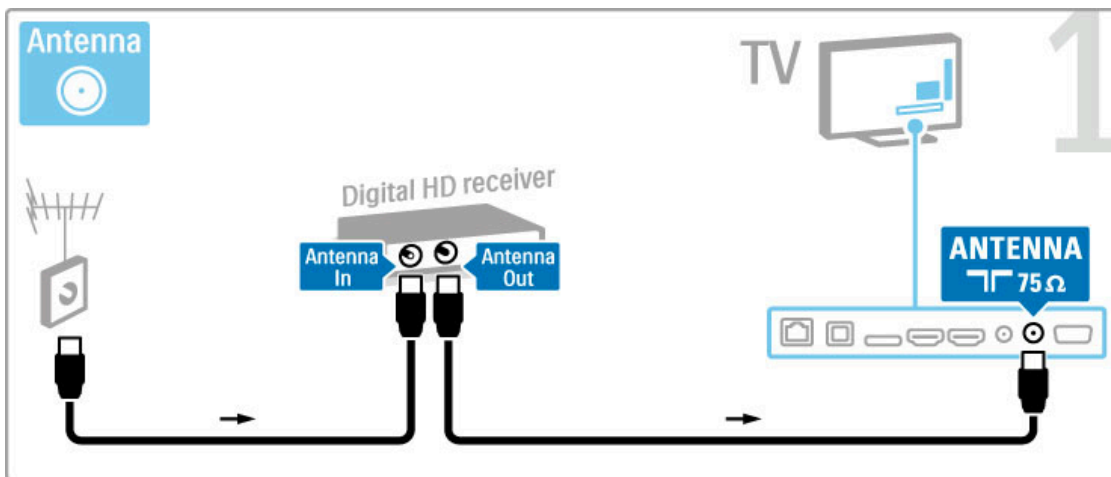 Antenna
TV
1
Digital HD receiver
Antenna
In
Antenna
Out
ANTENNA
75 Ω